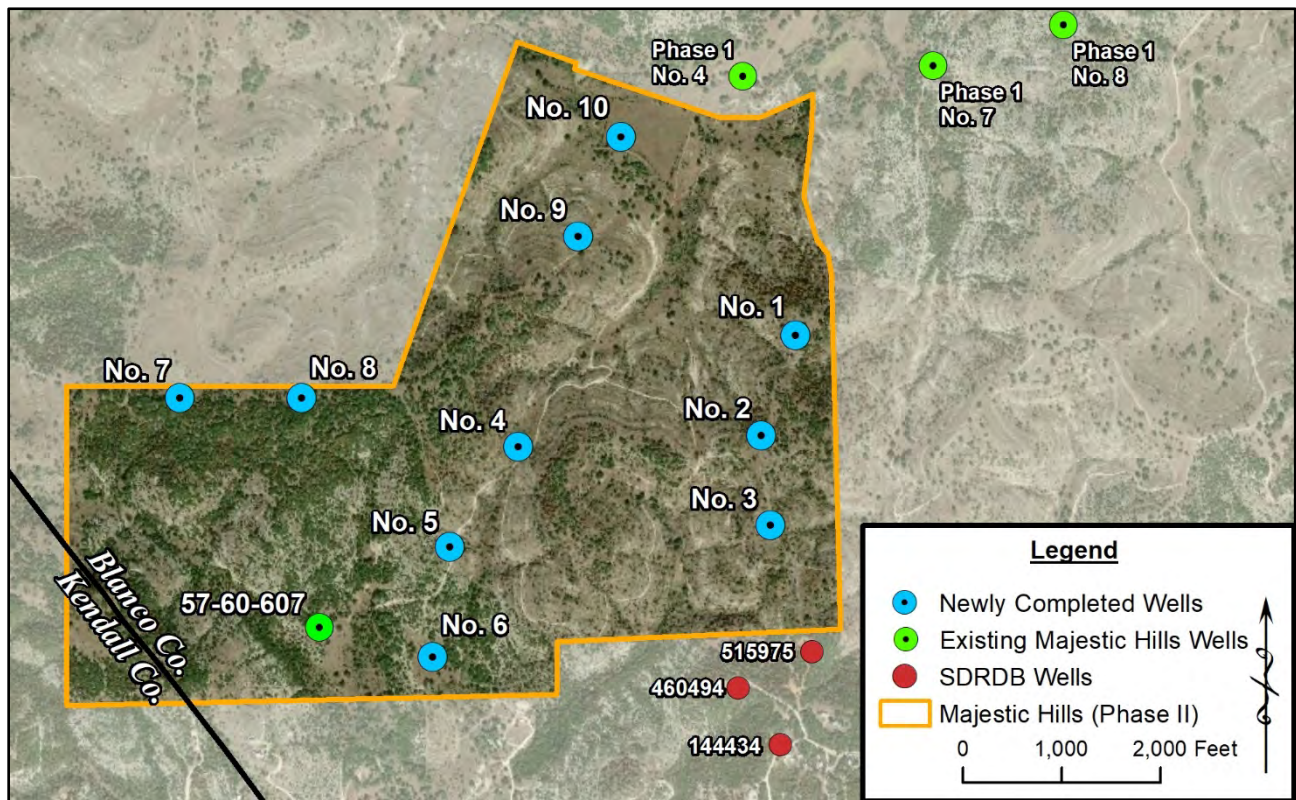 Phase 1
No. 4
Phase 1
No. 7
Phase 1
No. 8
No. 10
No. 9
No. 1
No. 7
No. 8
No. 4
No. 2
No. 5
No. 3
57-60-607
No. 6
Blanco Co.
Kendall Co.
515975
460494
144434
Legend
Newly Completed Wells
Existing Majestic Hills Wells
SDRDB Wells
Majestic Hills (Phase II)
0 1,000 2,000 Feet